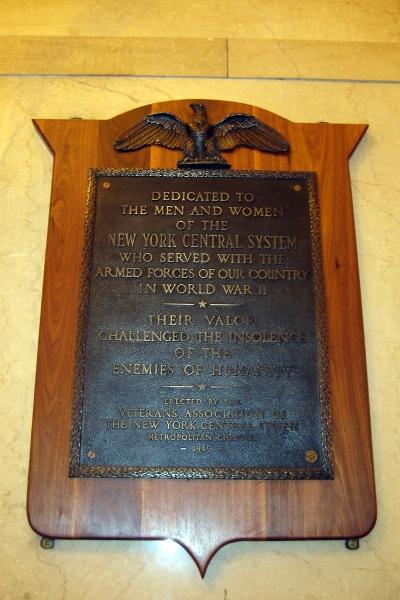 DEDICATED TO
THE MEN AND WOMEN
OF THE
NEW YORK CENTRAL SYSTEM
WHO SERVED WITH THE
ARMED FORCES OF OUR COUNTRY
IN WORLD WAR II
THEIR VALOR
CHALLENGED THE INSOLENCE
OF THE
ENEMIES OF HUMANITY
ERECTED BY THE
VETERANS ASSOCIATION OF
THE NEW YORK CENTRAL SYSTEM
METROPOLITAN CHAPTER
- 1945 -